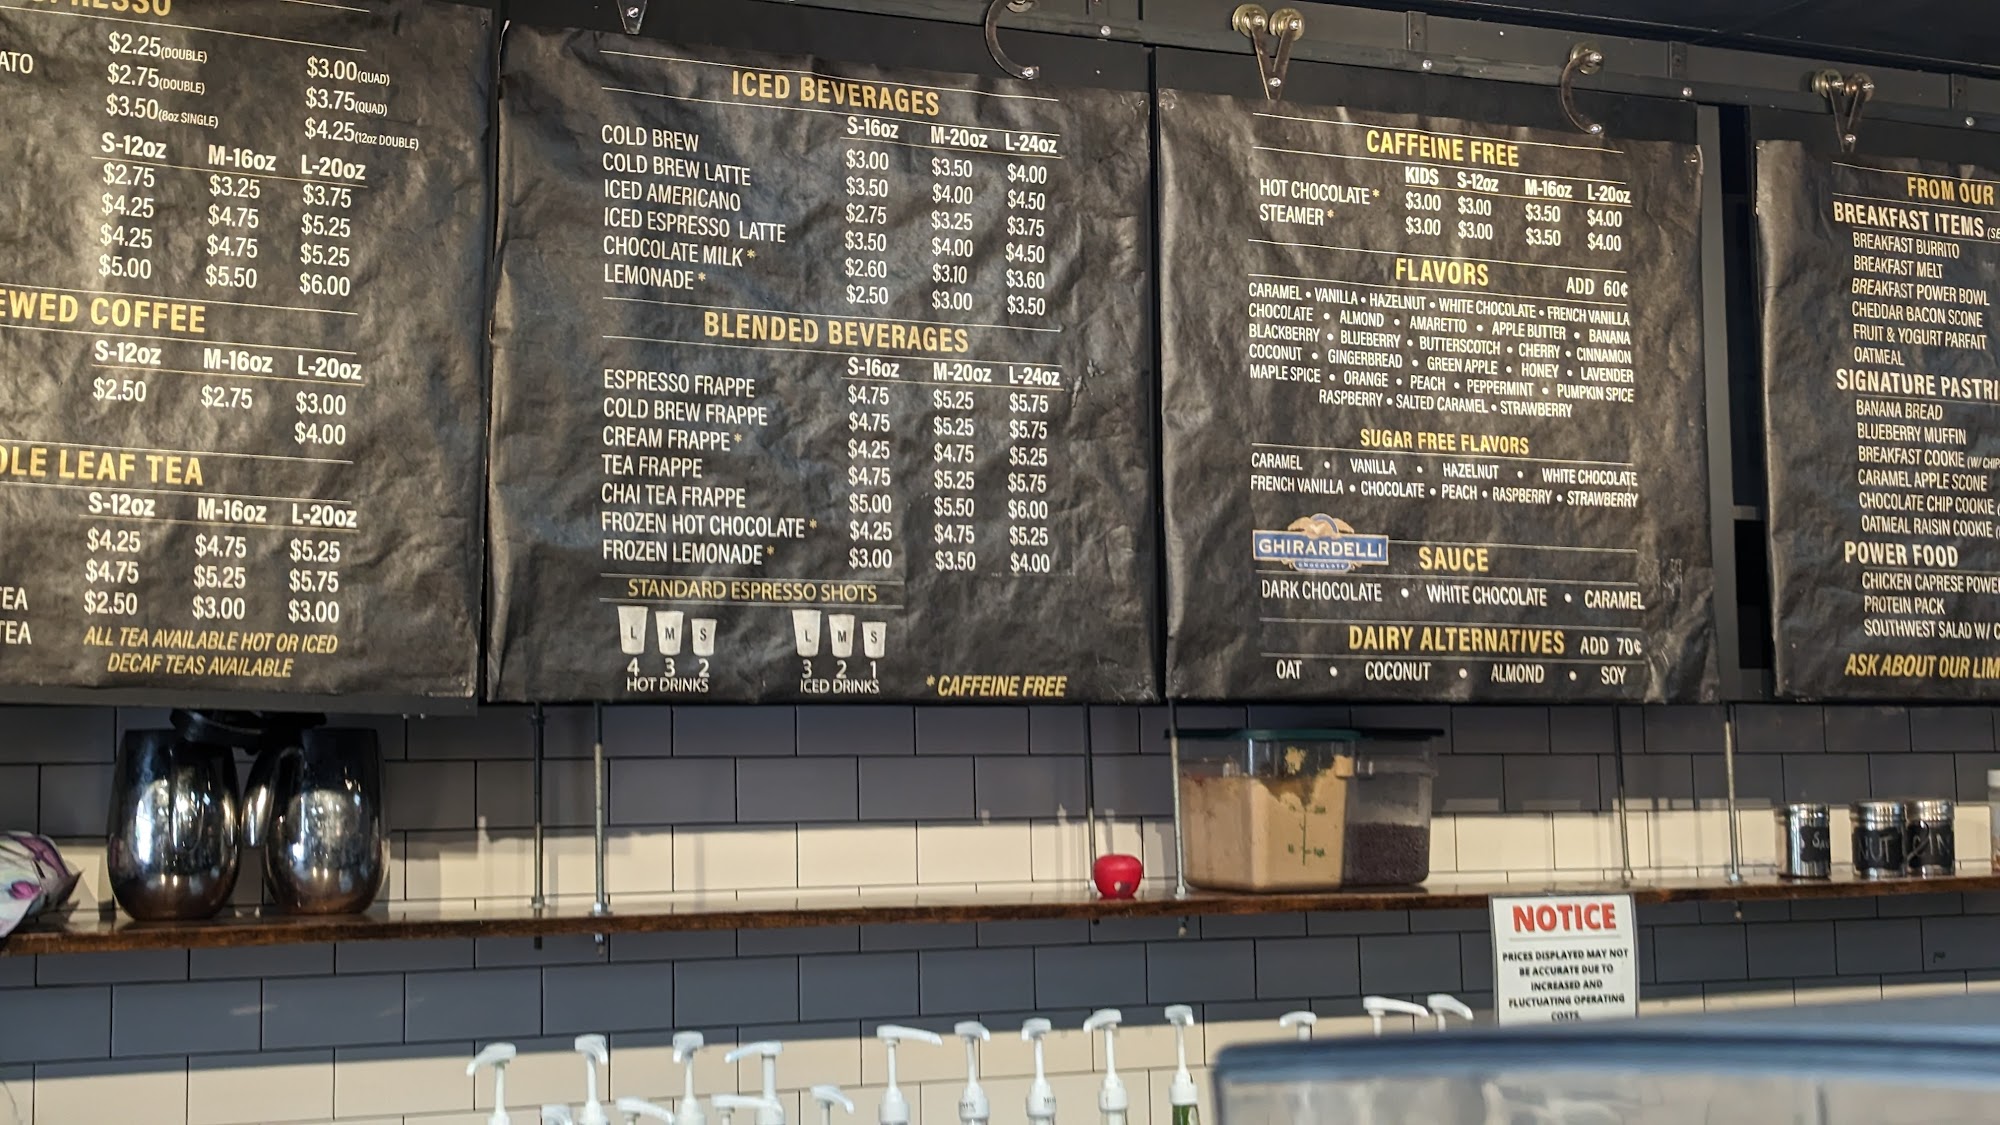 ESPRESSO
$2.25(DOUBLE) $3.00(QUAD)
ATO $2.75(DOUBLE) $3.75(QUAD)
$3.50(8oz SINGLE) $4.25(12oz DOUBLE)
S-12oz M-16oz L-20oz
$2.75 $3.25 $3.75
$4.25 $4.75 $5.25
$4.25 $4.75 $5.25
$5.00 $5.50 $6.00
EWED COFFEE
S-12oz M-16oz L-20oz
$2.50 $2.75 $3.00
$4.00
OLE LEAF TEA
S-12oz M-16oz L-20oz
$4.25 $4.75 $5.25
$4.75 $5.25 $5.75
TEA $2.50 $3.00 $3.00
TEA
ALL TEA AVAILABLE HOT OR ICED
DECAF TEAS AVAILABLE
ICED BEVERAGES
S-16oz M-20oz L-24oz
COLD BREW $3.00 $3.50 $4.00
COLD BREW LATTE $3.50 $4.00 $4.50
ICED AMERICANO $2.75 $3.25 $3.75
ICED ESPRESSO LATTE $3.50 $4.00 $4.50
CHOCOLATE MILK * $2.60 $3.10 $3.60
LEMONADE * $2.50 $3.00 $3.50
BLENDED BEVERAGES
S-16oz M-20oz L-24oz
ESPRESSO FRAPPE $4.75 $5.25 $5.75
COLD BREW FRAPPE $4.75 $5.25 $5.75
CREAM FRAPPE * $4.25 $4.75 $5.25
TEA FRAPPE $4.75 $5.25 $5.75
CHAI TEA FRAPPE $5.00 $5.50 $6.00
FROZEN HOT CHOCOLATE * $4.25 $4.75 $5.25
FROZEN LEMONADE * $3.00 $3.50 $4.00
STANDARD ESPRESSO SHOTS
L M S L M S
4 3 2 3 2 1
HOT DRINKS ICED DRINKS
* CAFFEINE FREE
CAFFEINE FREE
KIDS S-12oz M-16oz L-20oz
HOT CHOCOLATE * $3.00 $3.00 $3.50 $4.00
STEAMER * $3.00 $3.00 $3.50 $4.00
FLAVORS ADD 60¢
CARAMEL • VANILLA • HAZELNUT • WHITE CHOCOLATE • FRENCH VANILLA
CHOCOLATE • ALMOND • AMARETTO • APPLE BUTTER • BANANA
BLACKBERRY • BLUEBERRY • BUTTERSCOTCH • CHERRY • CINNAMON
COCONUT • GINGERBREAD • GREEN APPLE • HONEY • LAVENDER
MAPLE SPICE • ORANGE • PEACH • PEPPERMINT • PUMPKIN SPICE
RASPBERRY • SALTED CARAMEL • STRAWBERRY
SUGAR FREE FLAVORS
CARAMEL • VANILLA • HAZELNUT • WHITE CHOCOLATE
FRENCH VANILLA • CHOCOLATE • PEACH • RASPBERRY • STRAWBERRY
GHIRARDELLI
CHOCOLATE
SAUCE
DARK CHOCOLATE • WHITE CHOCOLATE • CARAMEL
DAIRY ALTERNATIVES ADD 70¢
OAT • COCONUT • ALMOND • SOY
FROM OUR
BREAKFAST ITEMS (SE
BREAKFAST BURRITO
BREAKFAST MELT
BREAKFAST POWER BOWL
CHEDDAR BACON SCONE
FRUIT & YOGURT PARFAIT
OATMEAL
SIGNATURE PASTRI
BANANA BREAD
BLUEBERRY MUFFIN
BREAKFAST COOKIE (W/ CHIPS
CARAMEL APPLE SCONE
CHOCOLATE CHIP COOKIE (
OATMEAL RAISIN COOKIE (
POWER FOOD
CHICKEN CAPRESE POWER
PROTEIN PACK
SOUTHWEST SALAD W/ C
ASK ABOUT OUR LIM
NUT
NOTICE
PRICES DISPLAYED MAY NOT
BE ACCURATE DUE TO
INCREASED AND
FLUCTUATING OPERATING
COSTS.